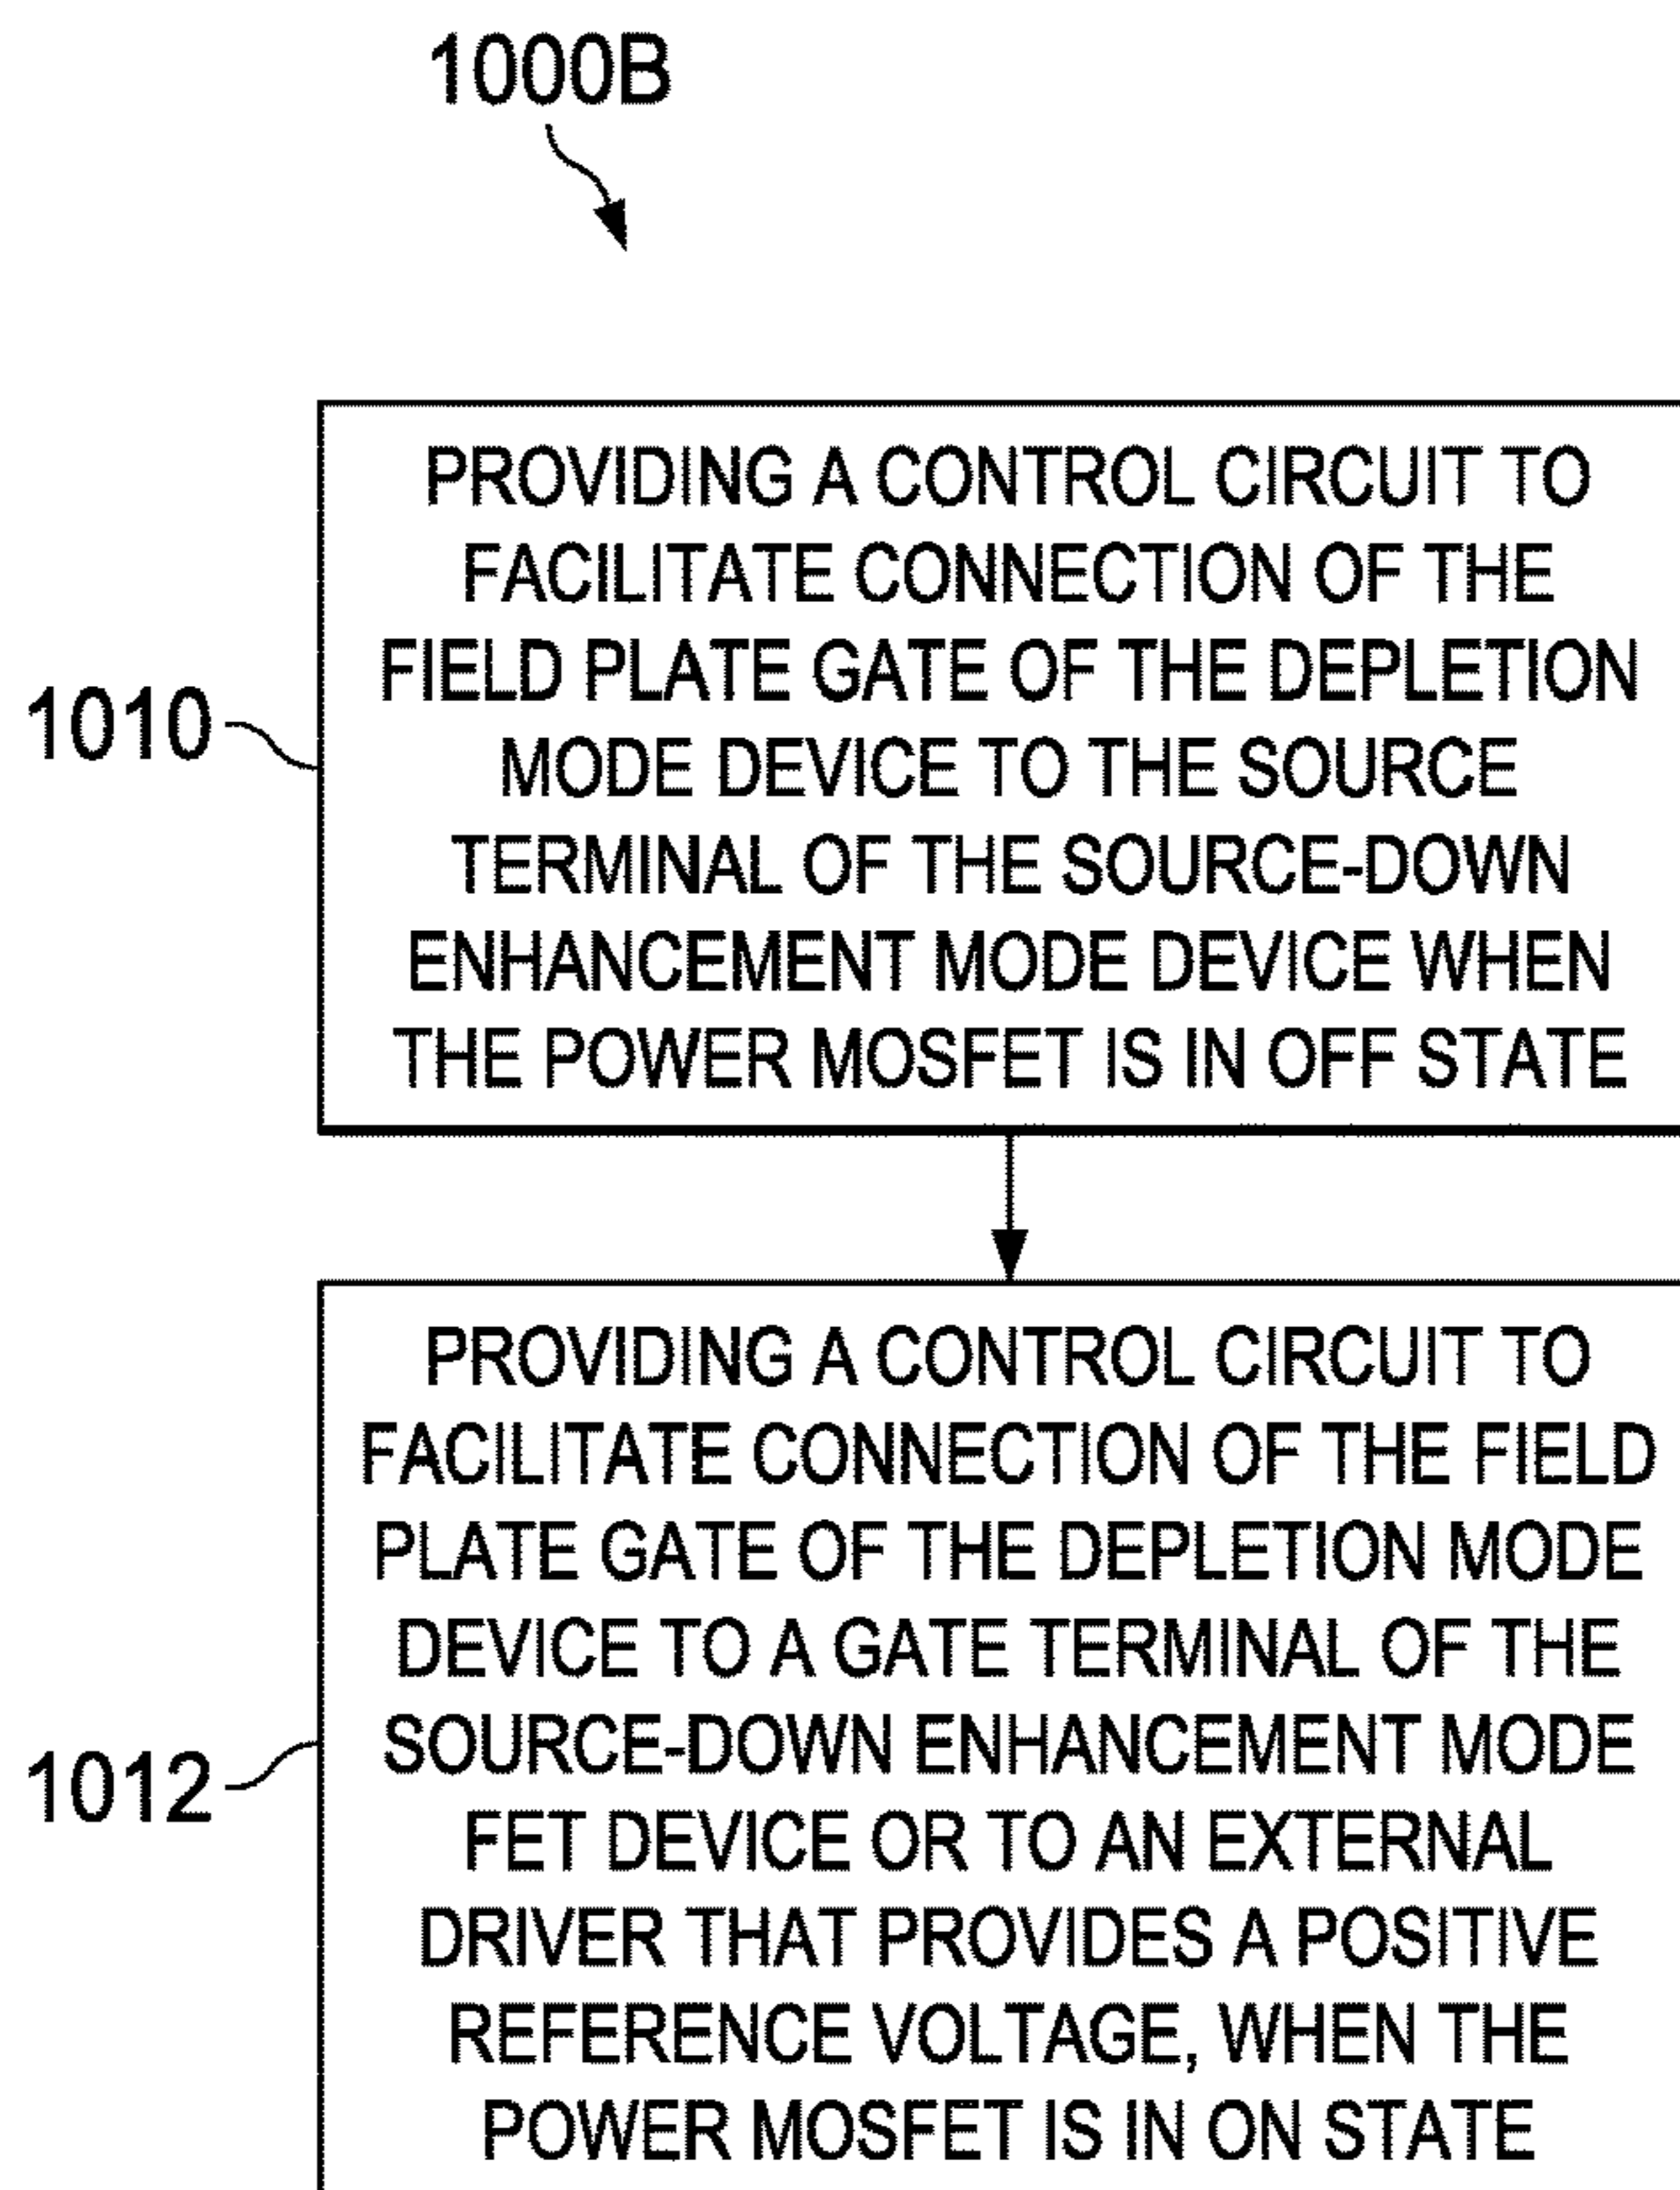 1000B
PROVIDING A CONTROL CIRCUIT TO
FACILITATE CONNECTION OF THE
FIELD PLATE GATE OF THE DEPLETION
MODE DEVICE TO THE SOURCE
TERMINAL OF THE SOURCE-DOWN
ENHANCEMENT MODE DEVICE WHEN
THE POWER MOSFET IS IN OFF STATE
1010
PROVIDING A CONTROL CIRCUIT TO
FACILITATE CONNECTION OF THE FIELD
PLATE GATE OF THE DEPLETION MODE
DEVICE TO A GATE TERMINAL OF THE
SOURCE-DOWN ENHANCEMENT MODE
FET DEVICE OR TO AN EXTERNAL
DRIVER THAT PROVIDES A POSITIVE
REFERENCE VOLTAGE, WHEN THE
POWER MOSFET IS IN ON STATE
1012